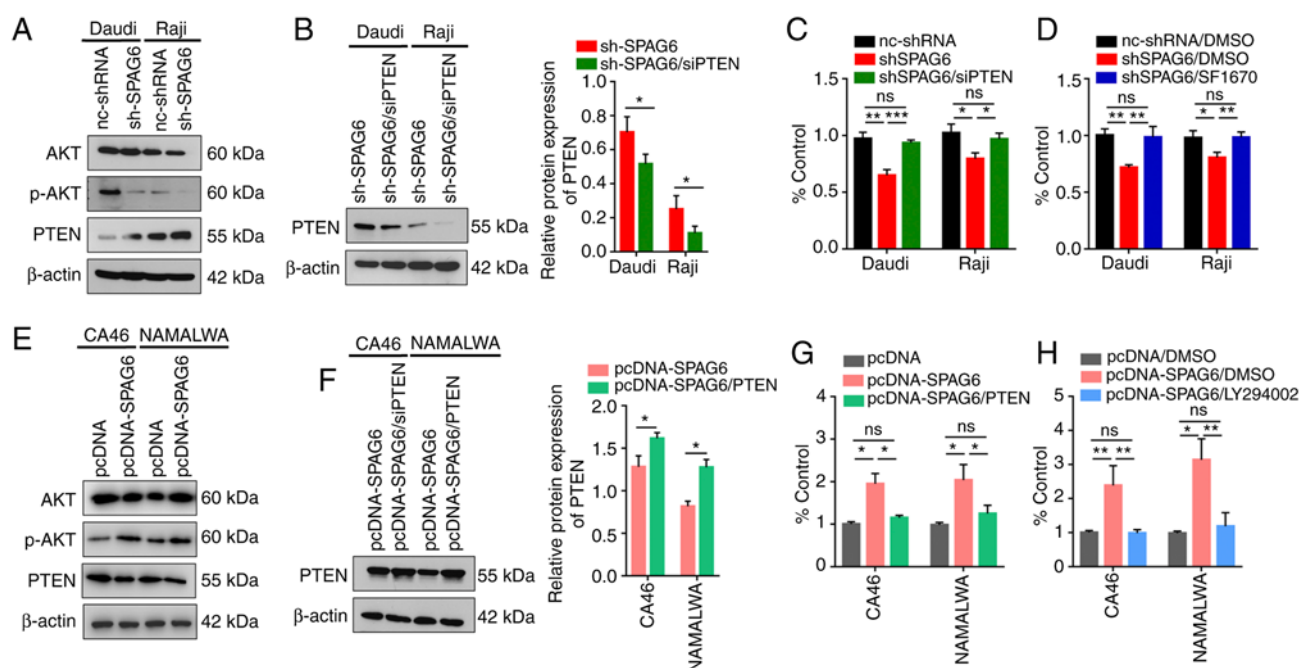 A
Daudi Raji
nc-shRNA
sh-SPAG6
nc-shRNA
sh-SPAG6
AKT 60 kDa
p-AKT 60 kDa
PTEN 55 kDa
β-actin 42 kDa
B
Daudi Raji
sh-SPAG6
sh-SPAG6/siPTEN
sh-SPAG6
sh-SPAG6/siPTEN
PTEN 55 kDa
β-actin 42 kDa
sh-SPAG6
sh-SPAG6/siPTEN
Relative protein expression
of PTEN
1.0
0.8
0.6
0.4
0.2
0.0
* *
Daudi Raji
C
nc-shRNA
shSPAG6
shSPAG6/siPTEN
% Control
1.5
1.0
0.5
0.0
ns ns
** *** * *
Daudi Raji
D
nc-shRNA/DMSO
shSPAG6/DMSO
shSPAG6/SF1670
% Control
1.5
1.0
0.5
0.0
ns ns
** ** * **
Daudi Raji
E
CA46 NAMALWA
pcDNA
pcDNA-SPAG6
pcDNA
pcDNA-SPAG6
AKT 60 kDa
p-AKT 60 kDa
PTEN 55 kDa
β-actin 42 kDa
F
CA46 NAMALWA
pcDNA-SPAG6
pcDNA-SPAG6/siPTEN
pcDNA-SPAG6
pcDNA-SPAG6/PTEN
PTEN 55 kDa
β-actin 42 kDa
pcDNA-SPAG6
pcDNA-SPAG6/PTEN
Relative protein expression
of PTEN
2.0
1.5
1.0
0.5
0.0
* *
CA46
NAMALWA
G
pcDNA
pcDNA-SPAG6
pcDNA-SPAG6/PTEN
% Control
4
3
2
1
0
ns ns
* * * *
CA46
NAMALWA
H
pcDNA/DMSO
pcDNA-SPAG6/DMSO
pcDNA-SPAG6/LY294002
% Control
5
4
3
2
1
0
ns ns
** ** * **
CA46
NAMALWA